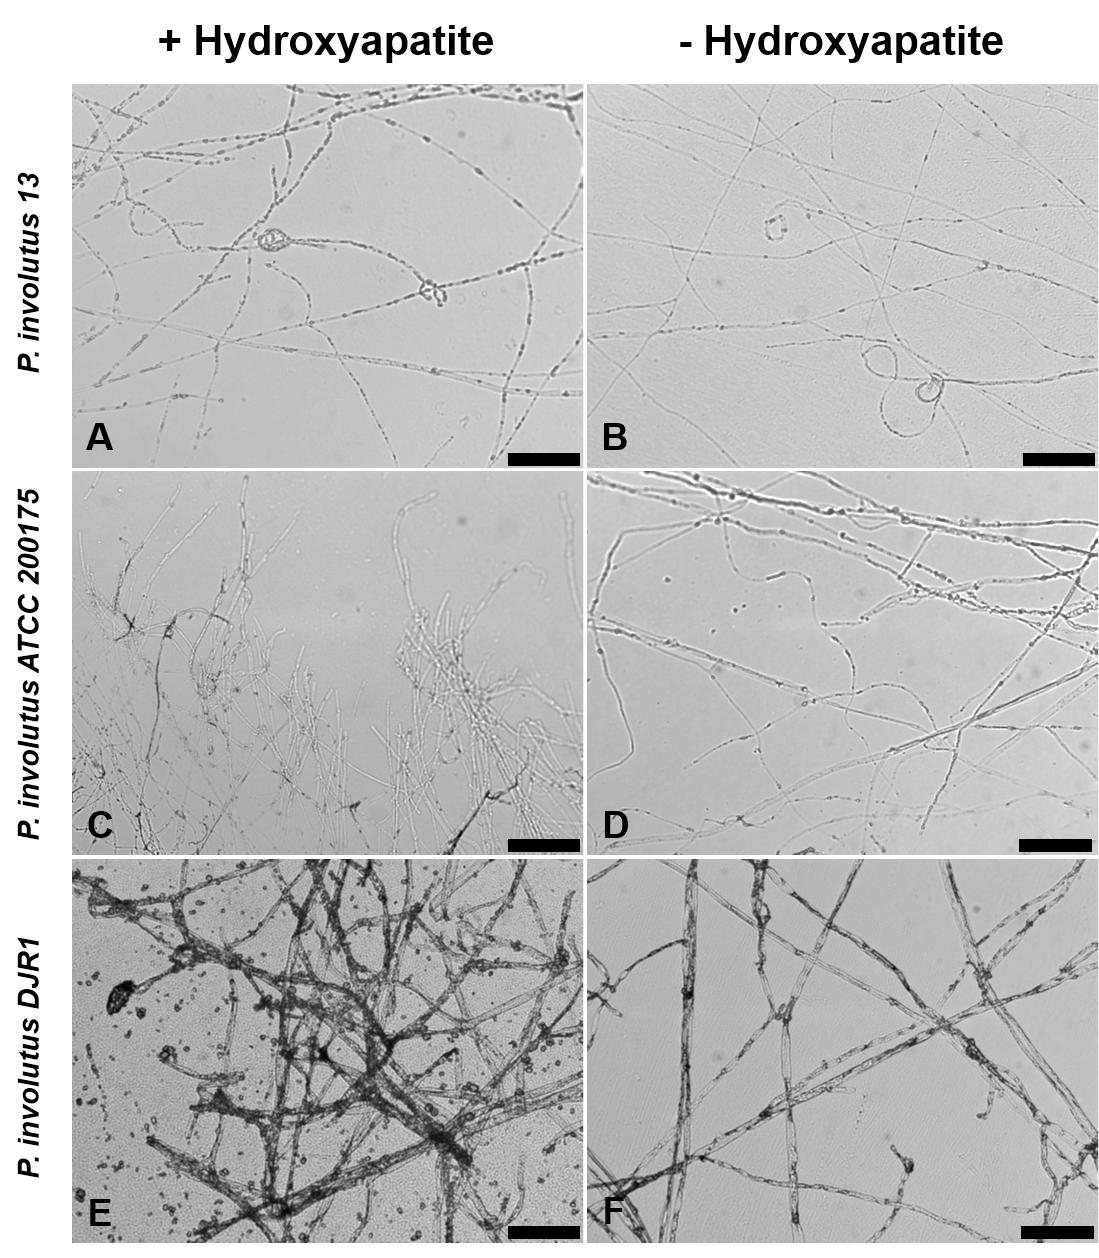 + Hydroxyapatite
- Hydroxyapatite
P. involutus 13
A
B
P. involutus ATCC 200175
C
D
P. involutus DJR1
E
F